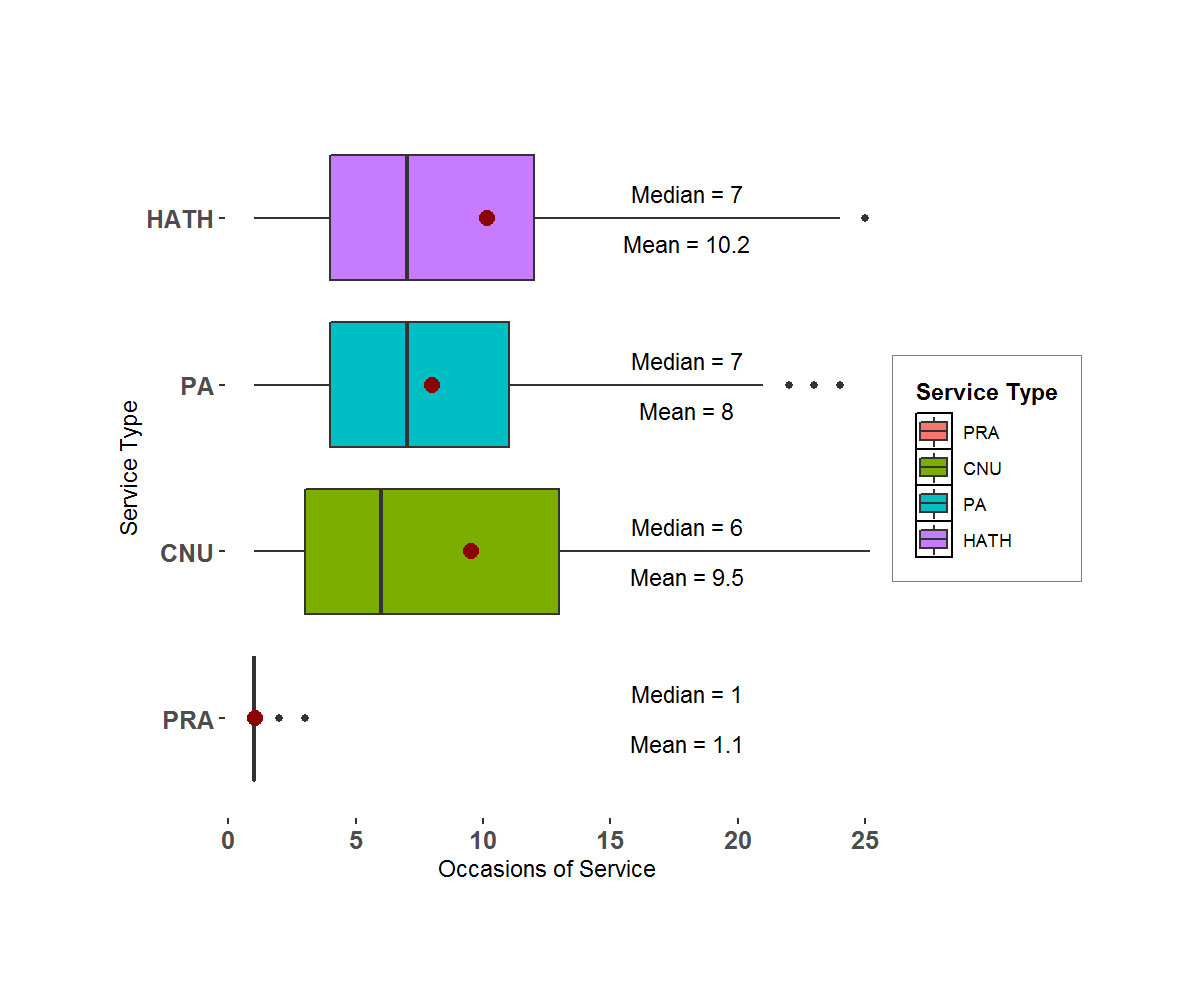 HATH
Median = 7
Mean = 10.2
PA
Median = 7
Mean = 8
CNU
Median = 6
Mean = 9.5
PRA
Median = 1
Mean = 1.1
Service Type
0 5 10 15 20 25
Occasions of Service
Service Type
PRA
CNU
PA
HATH